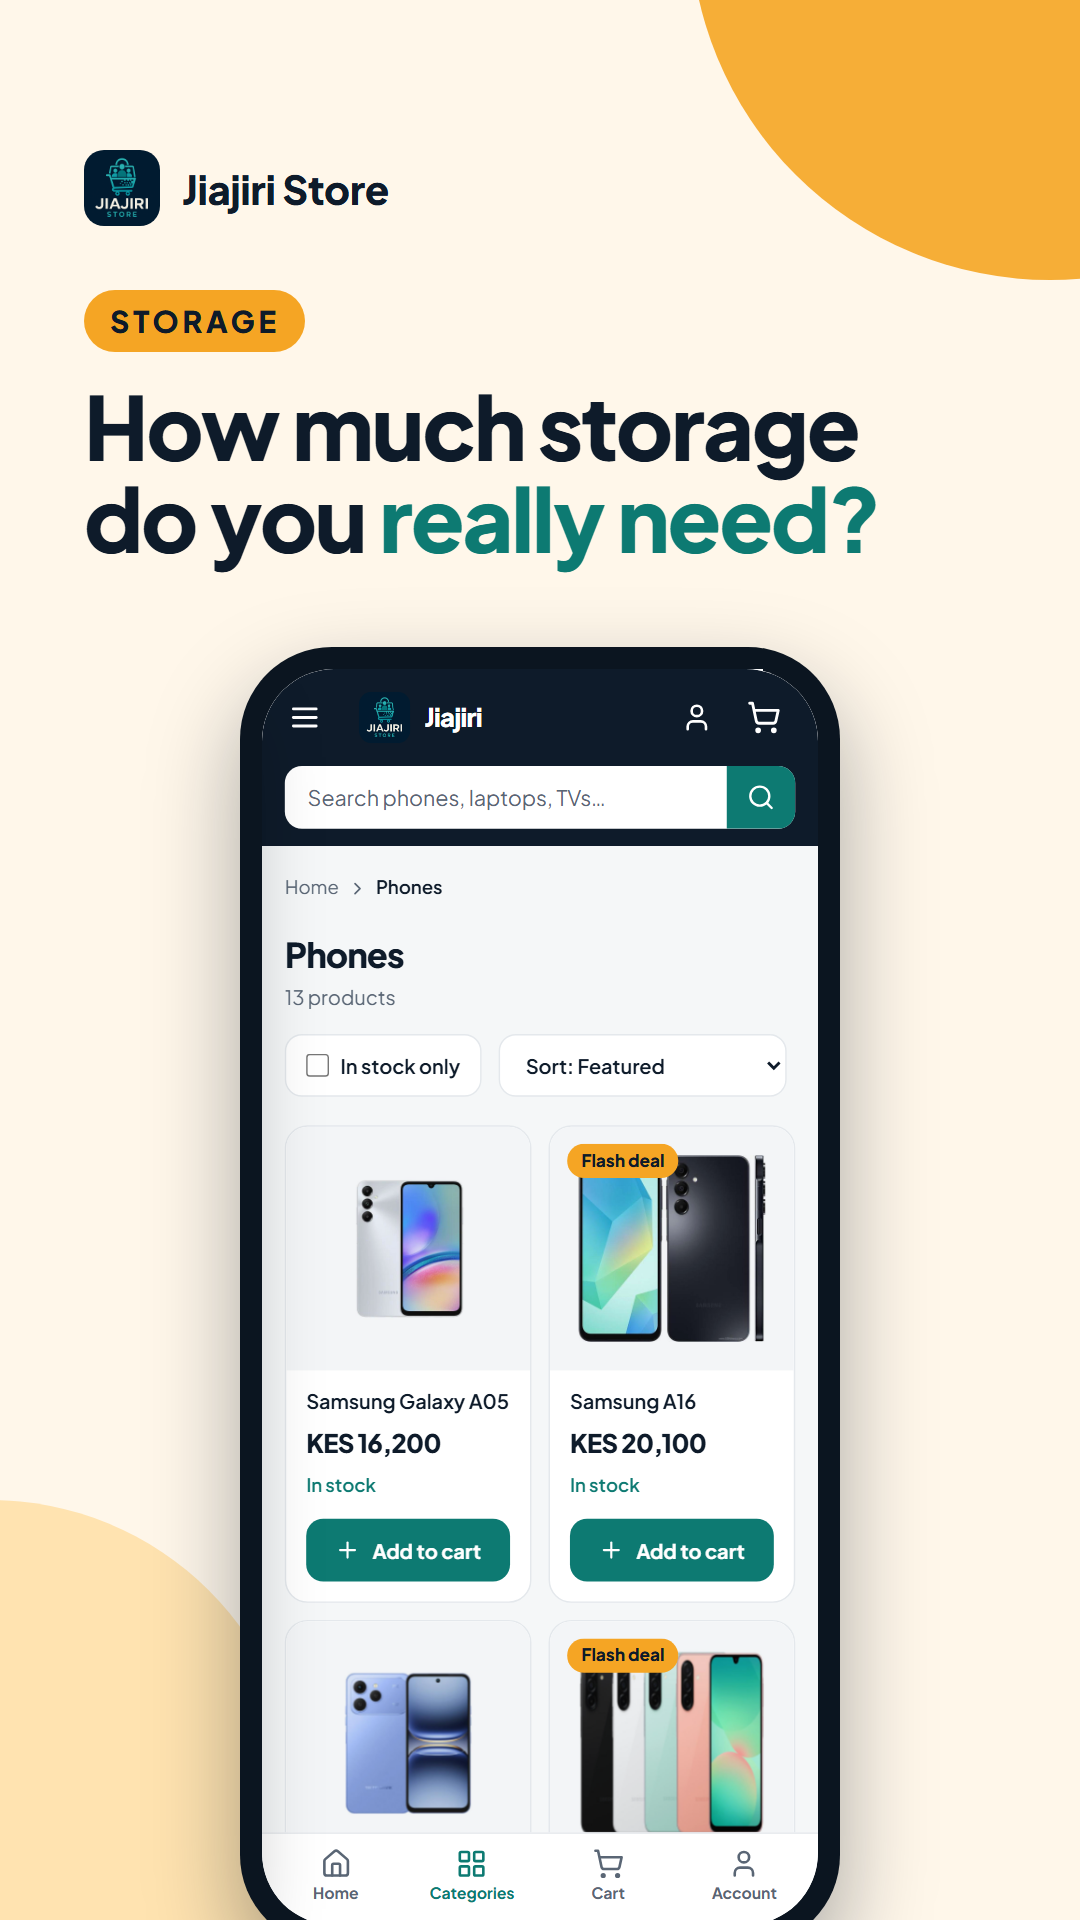 JIAJIRI
STORE
Jiajiri Store
STORAGE
How much storage
do you really need?
JIAJIRI
STORE
Jiajiri
Search phones, laptops, TVs...
Home > Phones
Phones
13 products
In stock only
Sort: Featured
Flash deal
Samsung Galaxy A05
KES 16,200
In stock
+ Add to cart
Samsung A16
KES 20,100
In stock
+ Add to cart
Flash deal
Home
Categories
Cart
Account